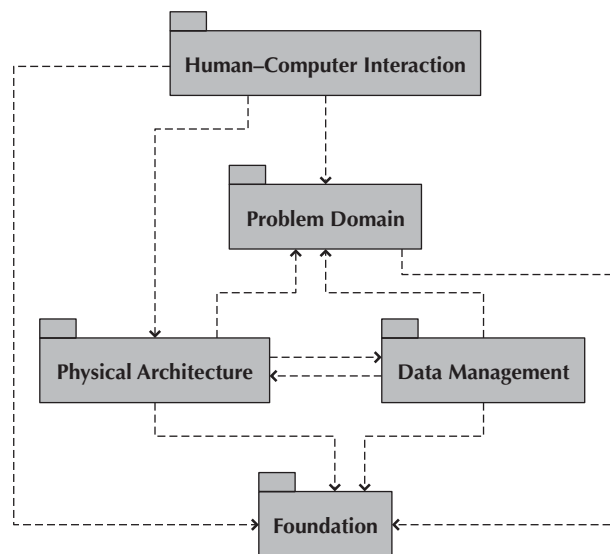 Human–Computer Interaction
Problem Domain
Physical Architecture
Data Management
Foundation